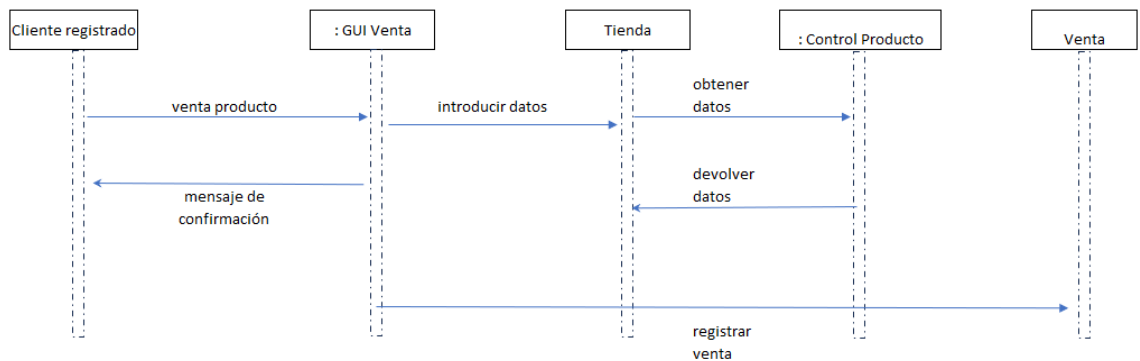 Cliente registrado
: GUI Venta
Tienda
: Control Producto
Venta
venta producto
introducir datos
obtener
datos
mensaje de
confirmación
devolver
datos
registrar
venta